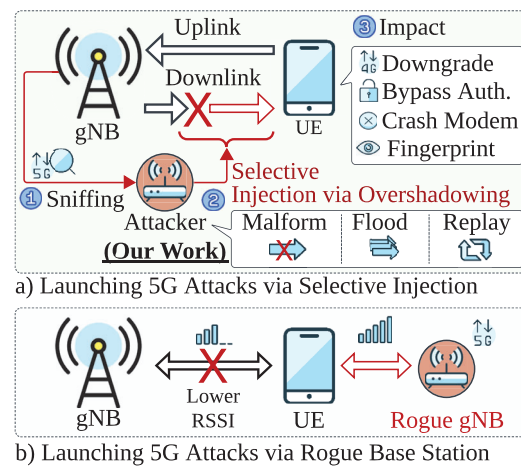 Uplink
3 Impact
Downlink
gNB
UE
4G
Downgrade
Bypass Auth.
Crash Modem
Fingerprint
5G
1 Sniffing
2 Selective
Injection via Overshadowing
Attacker
(Our Work)
Malform
Flood
Replay
a) Launching 5G Attacks via Selective Injection
5G
Lower
RSSI
gNB
UE
Rogue gNB
b) Launching 5G Attacks via Rogue Base Station